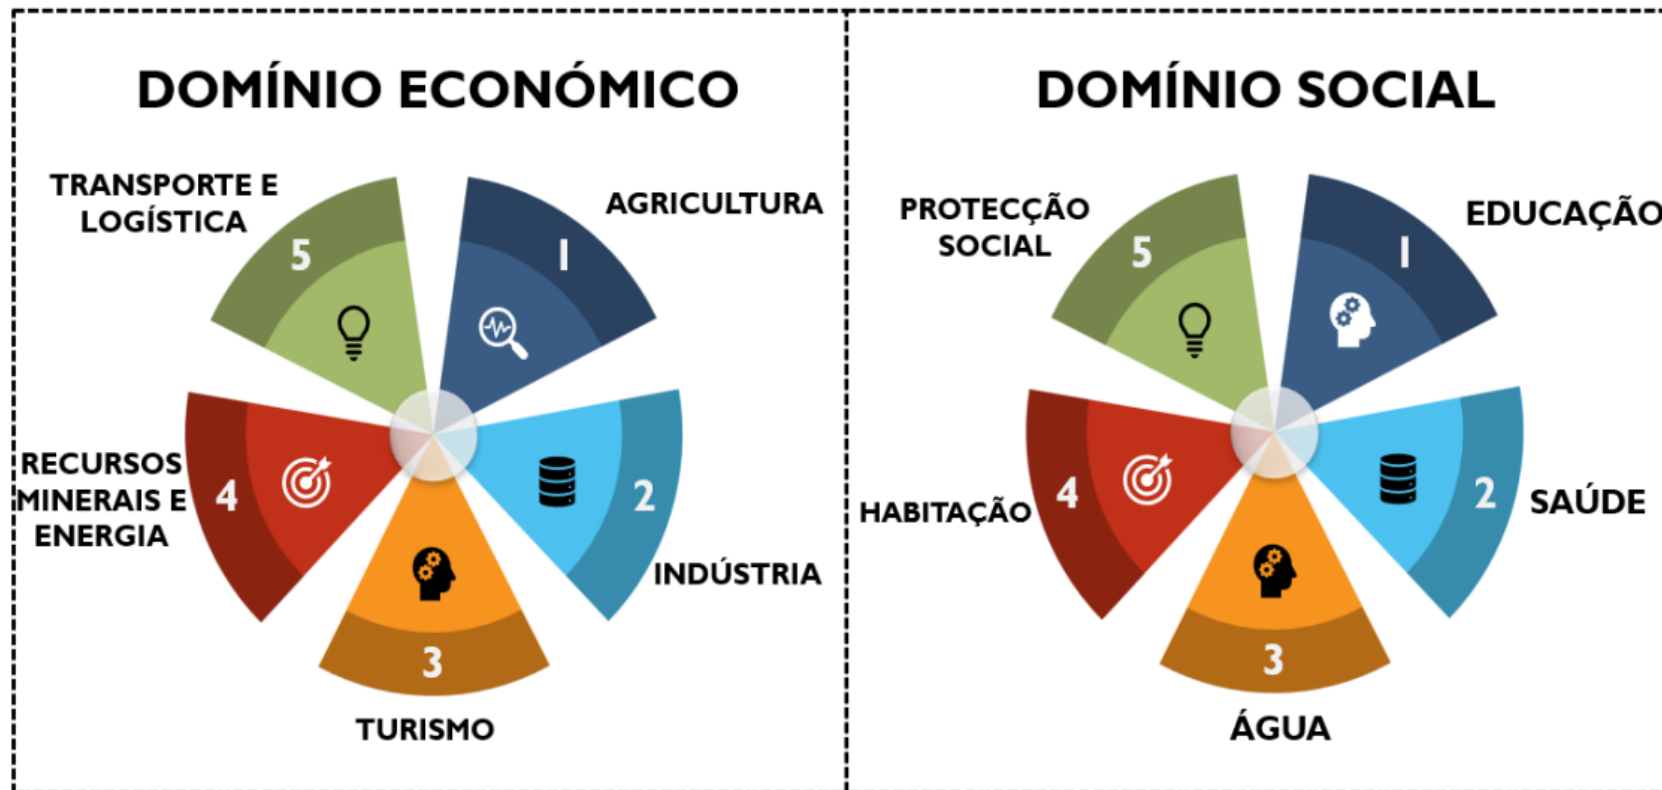 DOMÍNIO ECONÓMICO
TRANSPORTE E
LOGÍSTICA
5
1
AGRICULTURA
RECURSOS
MINERAIS E
ENERGIA
4
2
INDÚSTRIA
3
TURISMO
DOMÍNIO SOCIAL
PROTECÇÃO
SOCIAL
5
1
EDUCAÇÃO
HABITAÇÃO
4
2
SAÚDE
3
ÁGUA